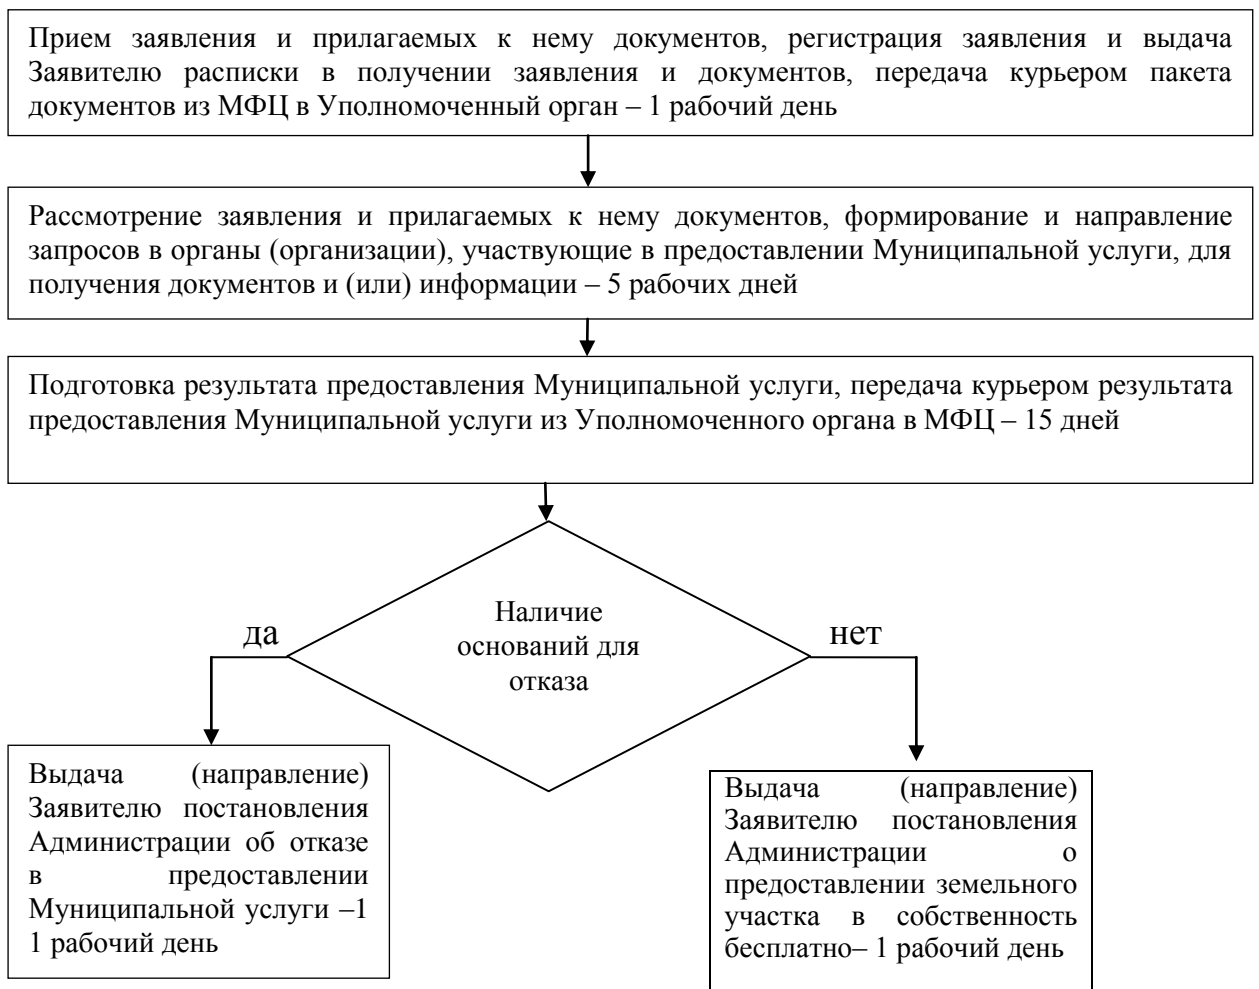 Прием заявления и прилагаемых к нему документов, регистрация заявления и выдача
Заявителю расписки в получении заявления и документов, передача курьером пакета
документов из МФЦ в Уполномоченный орган – 1 рабочий день
Рассмотрение заявления и прилагаемых к нему документов, формирование и направление
запросов в органы (организации), участвующие в предоставлении Муниципальной услуги, для
получения документов и (или) информации – 5 рабочих дней
Подготовка результата предоставления Муниципальной услуги, передача курьером результата
предоставления Муниципальной услуги из Уполномоченного органа в МФЦ – 15 дней
Наличие
оснований для
отказа
да
нет
Выдача (направление)
Заявителю постановления
Администрации об отказе
в предоставлении
Муниципальной услуги –1
1 рабочий день
Выдача (направление)
Заявителю постановления
Администрации о
предоставлении земельного
участка в собственность
бесплатно– 1 рабочий день